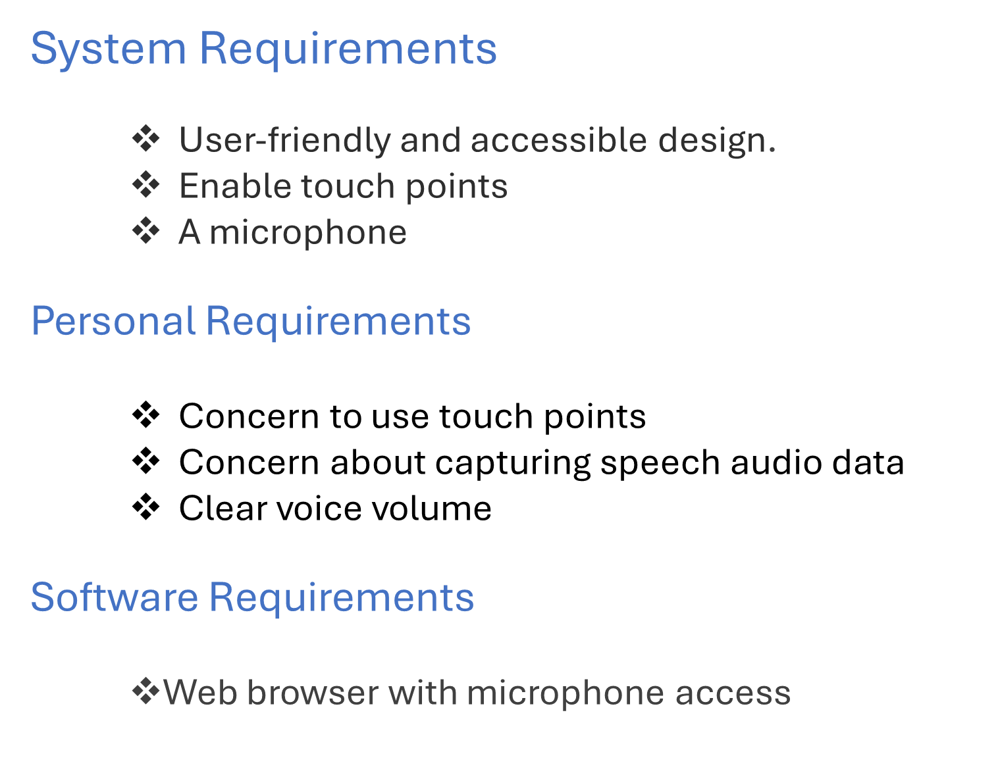 System Requirements
❖ User-friendly and accessible design.
❖ Enable touch points
❖ A microphone
Personal Requirements
❖ Concern to use touch points
❖ Concern about capturing speech audio data
❖ Clear voice volume
Software Requirements
❖Web browser with microphone access